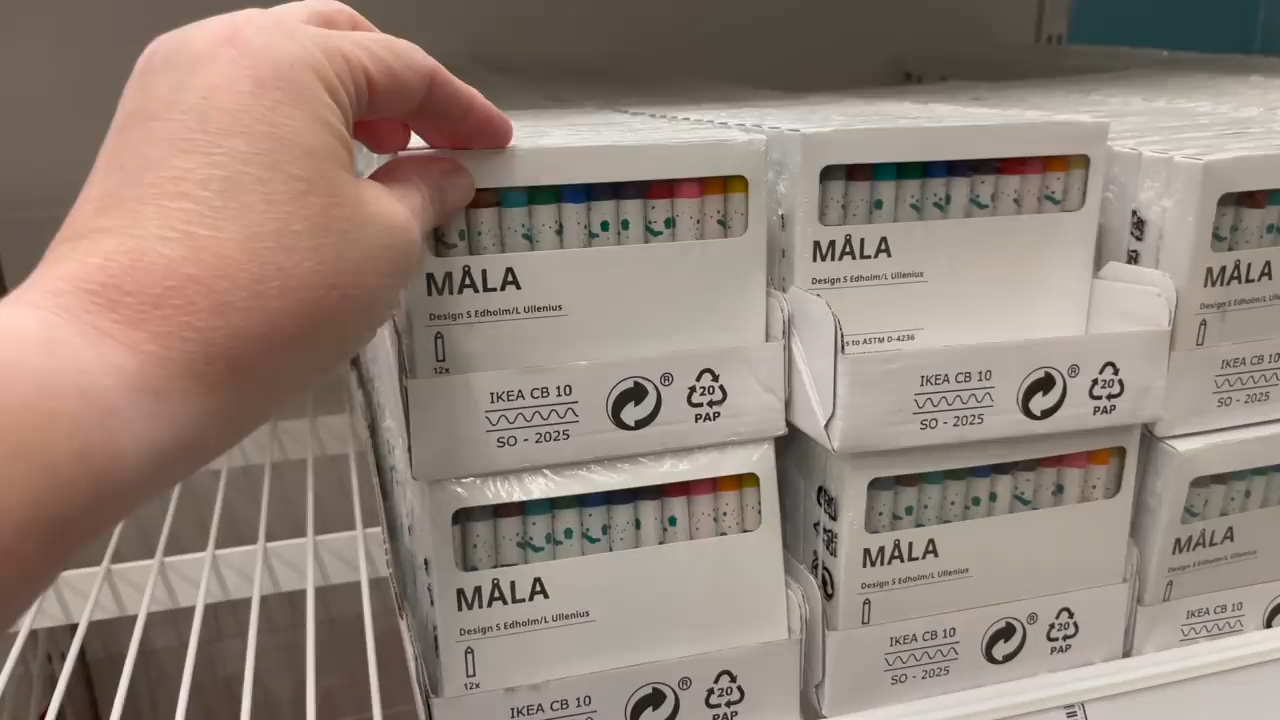 MÅLA
Design S Edholm/L Ullenius
12x
IKEA CB 10
SO - 2025
®
20
PAP
MÅLA
Design S Edholm/L Ullenius
s to ASTM D-4236
IKEA CB 10
SO - 2025
®
20
PAP
MÅLA
Design S Edholm/L Ullenius
IKEA CB 10
SO - 2025
MÅLA
Design S Edholm/L Ullenius
12x
IKEA CB 10
®
20
PAP
MÅLA
Design S Edholm/L Ullenius
IKEA CB 10
SO - 2025
®
20
PAP
MÅLA
Design S Edholm/L Ullenius
IKEA CB 10